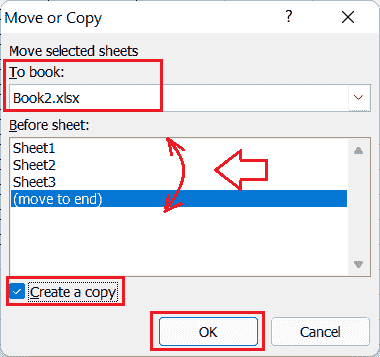 Move or Copy ? ×
Move selected sheets
To book:
Book2.xlsx
Before sheet:
Sheet1
Sheet2
Sheet3
(move to end)
Create a copy
OK Cancel